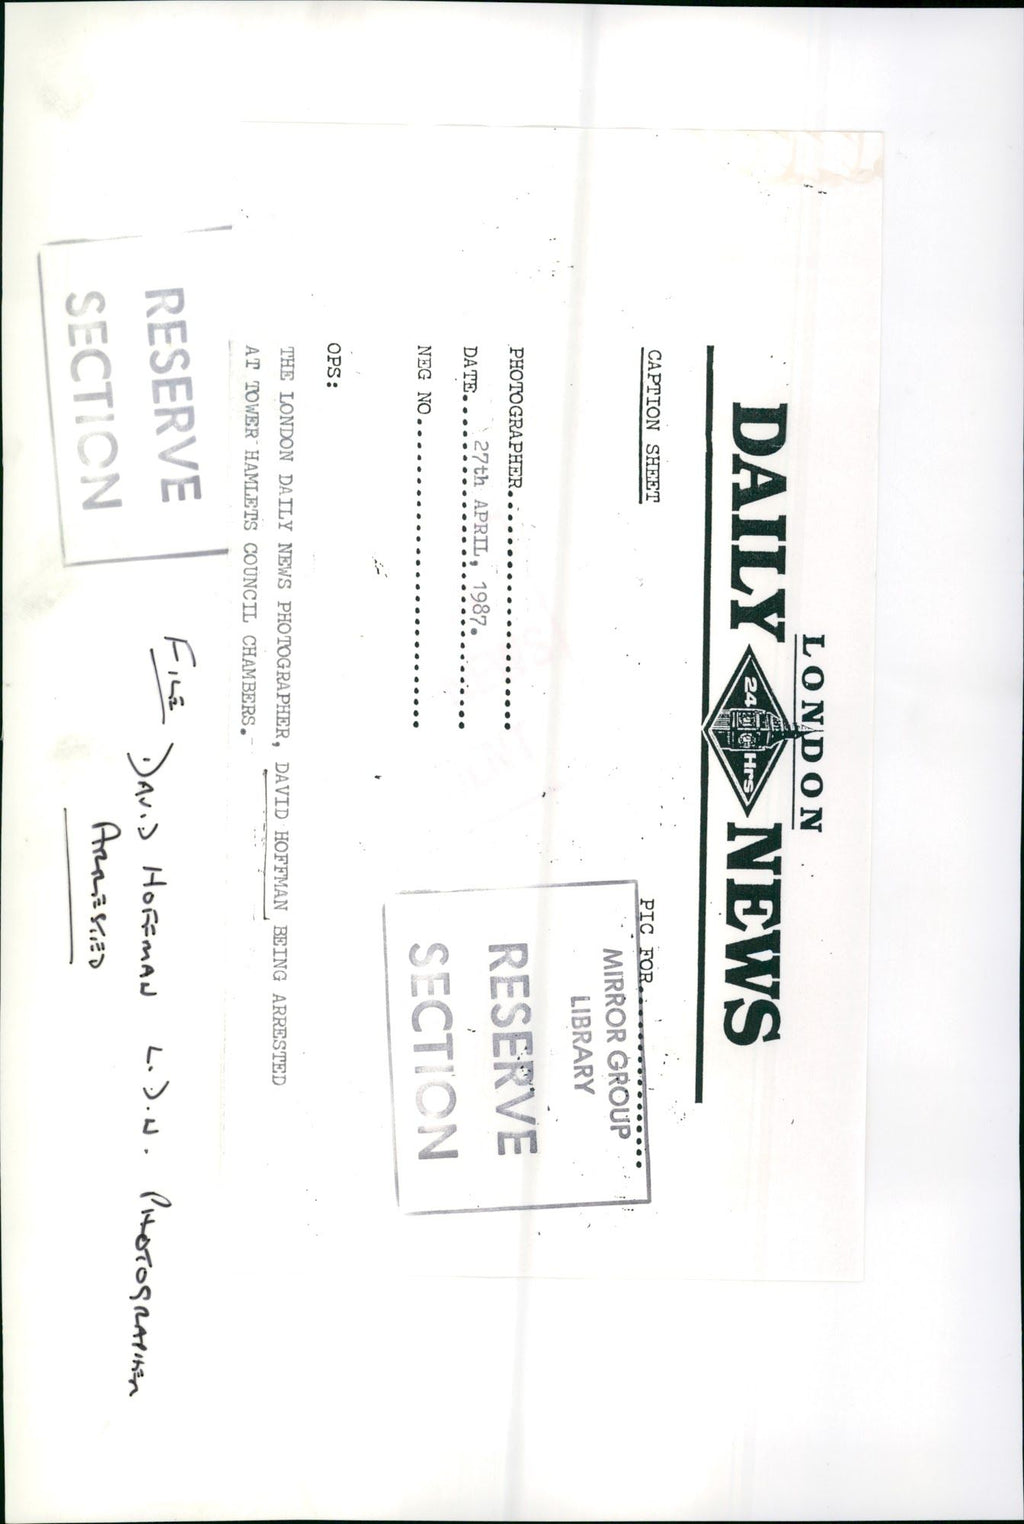 LONDON
DAILY 24 Hrs NEWS
CAPTION SHEET
PIC FOR..............................
PHOTOGRAPHER..............................
DATE....27th APRIL, 1987.............
NEG NO..............................
MIRROR GROUP
LIBRARY
RESERVE
SECTION
OPS:
THE LONDON DAILY NEWS PHOTOGRAPHER, DAVID HOFFMAN BEING ARRESTED
AT TOWER HAMLETS COUNCIL CHAMBERS.
RESERVE
SECTION
FILE DAVID HOFFMAN L.D.N. PHOTOGRAPHER
ARRESTED